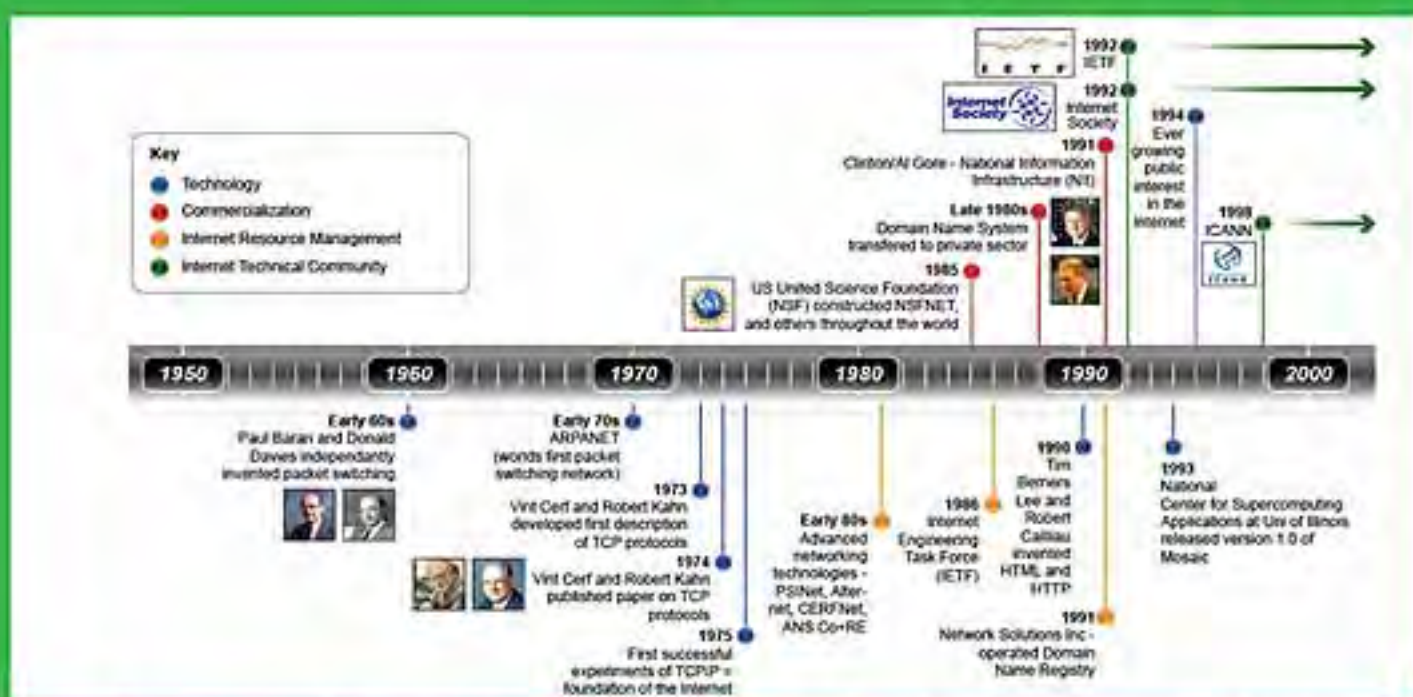 I E T F
1992
IETF
Internet
Society
1992
Internet
Society
1994
Ever
growing
public
interest
in the
Internet
1991
Clinton/Al Gore - National Information
Infrastructure (NII)
Late 1980s
Domain Name System
transfered to private sector
1998
ICANN
1985
US United Science Foundation
(NSF) constructed NSFNET,
and others throughout the world
Key
Technology
Commercialization
Internet Resource Management
Internet Technical Community
1950
1960
1970
1980
1990
2000
Early 60s
Paul Baran and Donald
Davies independantly
invented packet switching
Early 70s
ARPANET
(worlds first packet
switching network)
1973
Vint Cerf and Robert Kahn
developed first description
of TCP protocols
1974
Vint Cerf and Robert Kahn
published paper on TCP
protocols
1975
First successful
experiments of TCP/IP =
foundation of the Internet
Early 80s
Advanced
networking
technologies -
PSINet, Alter-
net, CERFNet,
ANS Co+RE
1986
Internet
Engineering
Task Force
(IETF)
1990
Tim
Berners
Lee and
Robert
Cailliau
invented
HTML and
HTTP
1991
Network Solutions Inc -
operated Domain
Name Registry
1993
National
Center for Supercomputing
Applications at Uni of Illinois
released version 1.0 of
Mosaic